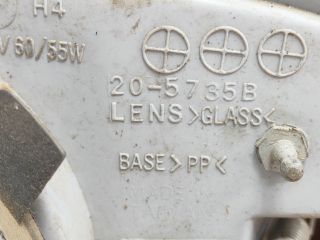 H4
V 60/55W
20-5735B
LENS>GLASS<
BASE>PP<